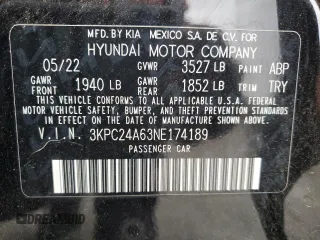 MFD BY KIA MEXICO S.A. DE C.V. FOR
HYUNDAI MOTOR COMPANY
05/22 GVWR 3527 LB PAINT ABP
GAWR 1940 LB GAWR 1852 LB TRIM TRY
THIS VEHICLE CONFORMS TO ALL APPLICABLE U.S. FEDERAL
MOTOR VEHICLE SAFETY, BUMPER, AND THEFT PREVENTION STANDARDS
IN EFFECT ON THE DATE OF MANUFACTURE SHOWN ABOVE.
V.I.N. 3KPC24A63NE174189
PASSENGER CAR